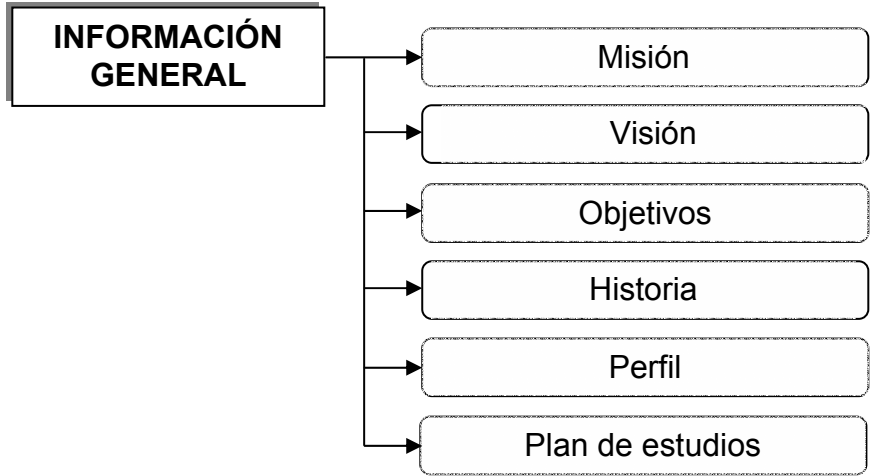 INFORMACIÓN
GENERAL
Misión
Visión
Objetivos
Historia
Perfil
Plan de estudios